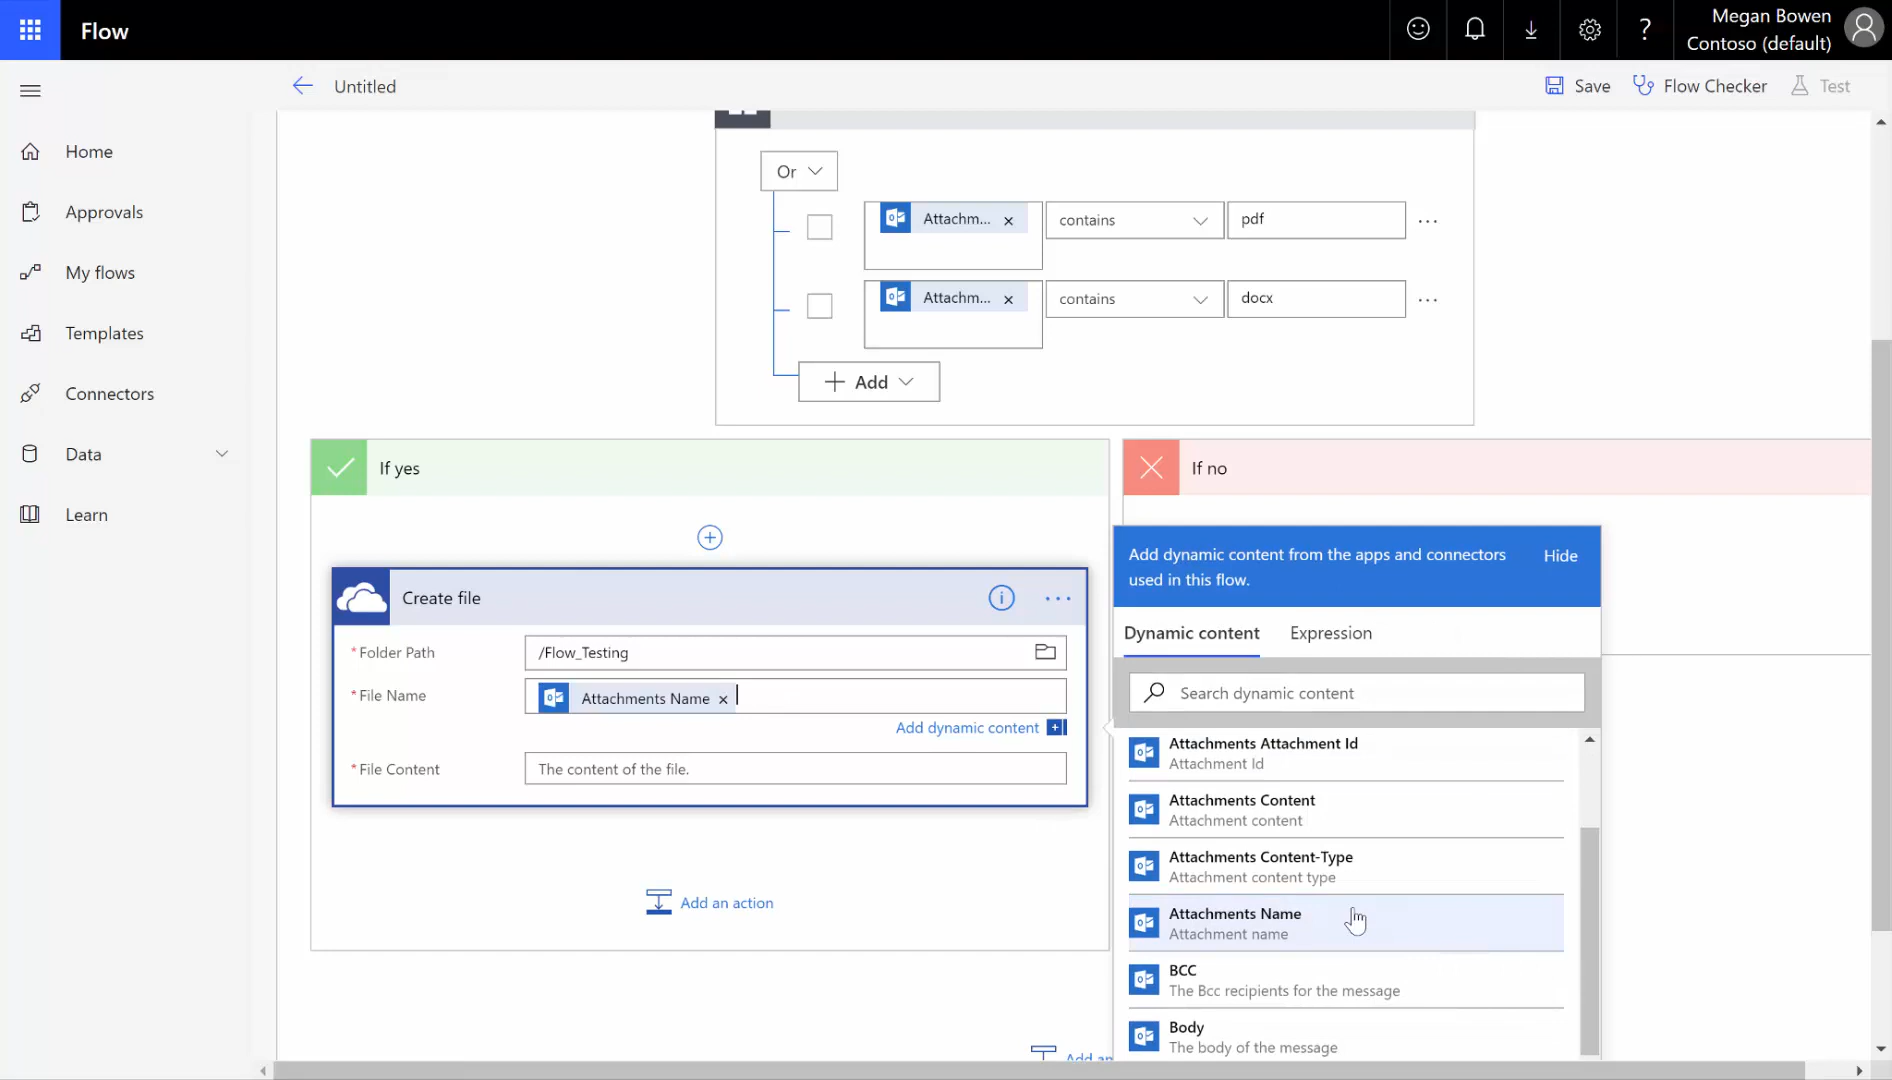 Flow
Megan Bowen
Contoso (default)
Untitled
Save
Flow Checker
Test
Home
Approvals
My flows
Templates
Connectors
Data
Learn
Or
Attachm... × contains pdf ...
Attachm... × contains docx ...
+ Add
If yes
If no
Create file
* Folder Path
/Flow_Testing
* File Name
Attachments Name ×
Add dynamic content
* File Content
The content of the file.
Add an action
Add dynamic content from the apps and connectors
used in this flow.
Hide
Dynamic content
Expression
Search dynamic content
Attachments Attachment Id
Attachment Id
Attachments Content
Attachment content
Attachments Content-Type
Attachment content type
Attachments Name
Attachment name
BCC
The Bcc recipients for the message
Body
The body of the message
Add an